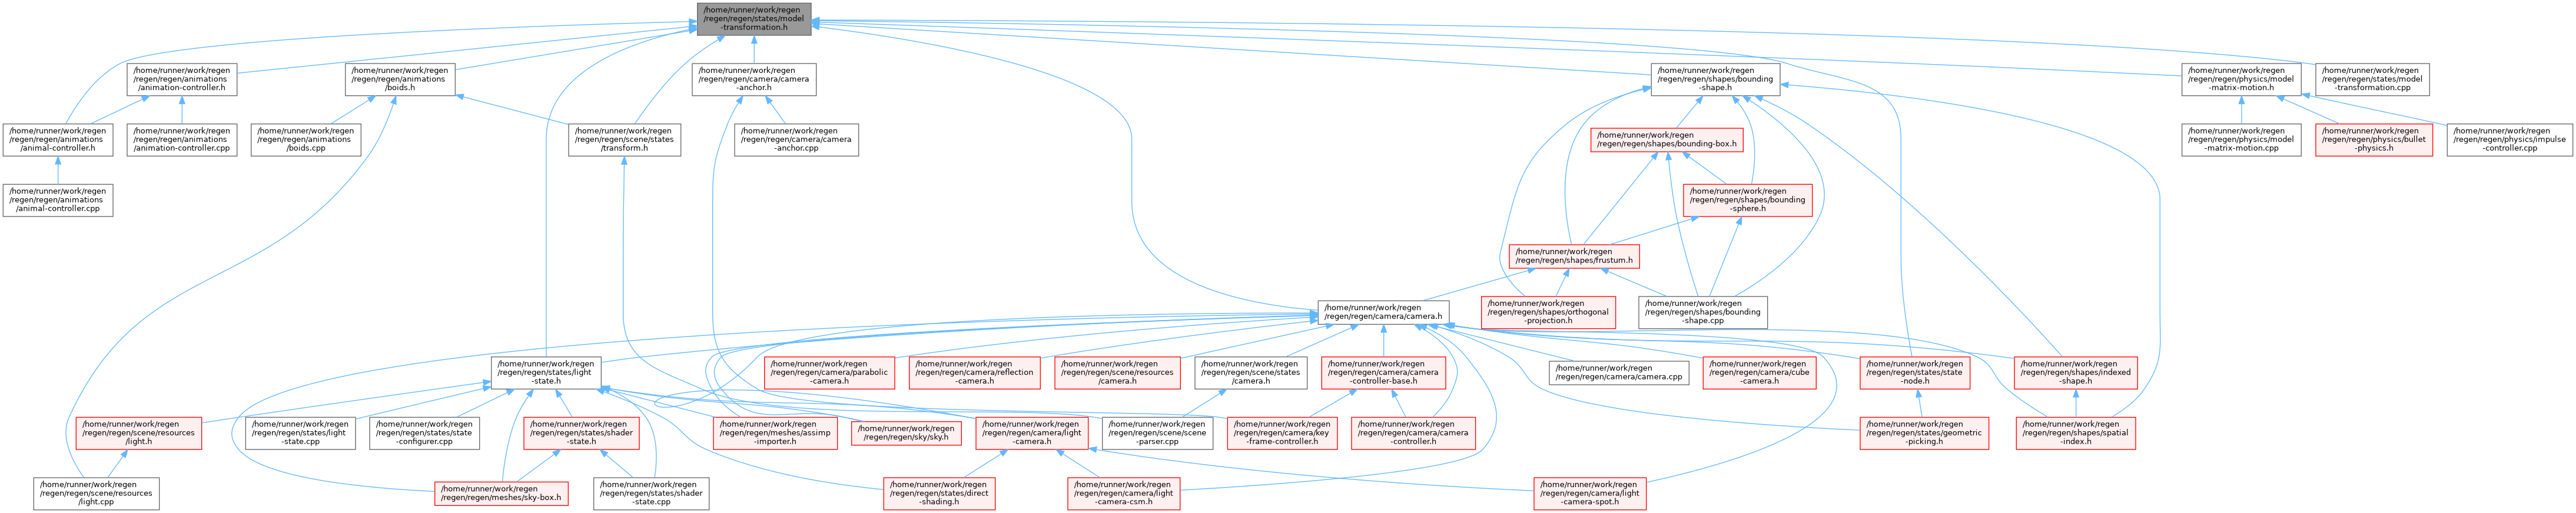 /home/runner/work/regen
/regen/regen/states/model
-transformation.h
/home/runner/work/regen
/regen/regen/animations
/animation-controller.h
/home/runner/work/regen
/regen/regen/animations
/boids.h
/home/runner/work/regen
/regen/regen/camera/camera
-anchor.h
/home/runner/work/regen
/regen/regen/shapes/bounding
-shape.h
/home/runner/work/regen
/regen/regen/physics/model
-matrix-motion.h
/home/runner/work/regen
/regen/regen/states/model
-transformation.cpp
/home/runner/work/regen
/regen/regen/animations
/animal-controller.h
/home/runner/work/regen
/regen/regen/animations
/animation-controller.cpp
/home/runner/work/regen
/regen/regen/animations
/boids.cpp
/home/runner/work/regen
/regen/regen/scene/states
/transform.h
/home/runner/work/regen
/regen/regen/camera/camera
-anchor.cpp
/home/runner/work/regen
/regen/regen/shapes/bounding-box.h
/home/runner/work/regen
/regen/regen/physics/model
-matrix-motion.cpp
/home/runner/work/regen
/regen/regen/physics/bullet
-physics.h
/home/runner/work/regen
/regen/regen/physics/impulse
-controller.cpp
/home/runner/work/regen
/regen/regen/animations
/animal-controller.cpp
/home/runner/work/regen
/regen/regen/shapes/bounding
-sphere.h
/home/runner/work/regen
/regen/regen/shapes/frustum.h
/home/runner/work/regen
/regen/regen/camera/camera.h
/home/runner/work/regen
/regen/regen/shapes/orthogonal
-projection.h
/home/runner/work/regen
/regen/regen/shapes/bounding
-shape.cpp
/home/runner/work/regen
/regen/regen/states/light
-state.h
/home/runner/work/regen
/regen/regen/camera/parabolic
-camera.h
/home/runner/work/regen
/regen/regen/camera/reflection
-camera.h
/home/runner/work/regen
/regen/regen/scene/resources
/camera.h
/home/runner/work/regen
/regen/regen/scene/states
/camera.h
/home/runner/work/regen
/regen/regen/camera/camera
-controller-base.h
/home/runner/work/regen
/regen/regen/camera/camera.cpp
/home/runner/work/regen
/regen/regen/camera/cube
-camera.h
/home/runner/work/regen
/regen/regen/states/state
-node.h
/home/runner/work/regen
/regen/regen/shapes/indexed
-shape.h
/home/runner/work/regen
/regen/regen/scene/resources
/light.h
/home/runner/work/regen
/regen/regen/states/light
-state.cpp
/home/runner/work/regen
/regen/regen/states/state
-configurer.cpp
/home/runner/work/regen
/regen/regen/states/shader
-state.h
/home/runner/work/regen
/regen/regen/meshes/assimp
-importer.h
/home/runner/work/regen
/regen/regen/sky/sky.h
/home/runner/work/regen
/regen/regen/camera/light
-camera.h
/home/runner/work/regen
/regen/regen/scene/scene
-parser.cpp
/home/runner/work/regen
/regen/regen/camera/key
-frame-controller.h
/home/runner/work/regen
/regen/regen/camera/camera
-controller.h
/home/runner/work/regen
/regen/regen/states/geometric
-picking.h
/home/runner/work/regen
/regen/regen/shapes/spatial
-index.h
/home/runner/work/regen
/regen/regen/scene/resources
/light.cpp
/home/runner/work/regen
/regen/regen/meshes/sky-box.h
/home/runner/work/regen
/regen/regen/states/shader
-state.cpp
/home/runner/work/regen
/regen/regen/states/direct
-shading.h
/home/runner/work/regen
/regen/regen/camera/light
-camera-csm.h
/home/runner/work/regen
/regen/regen/camera/light
-camera-spot.h